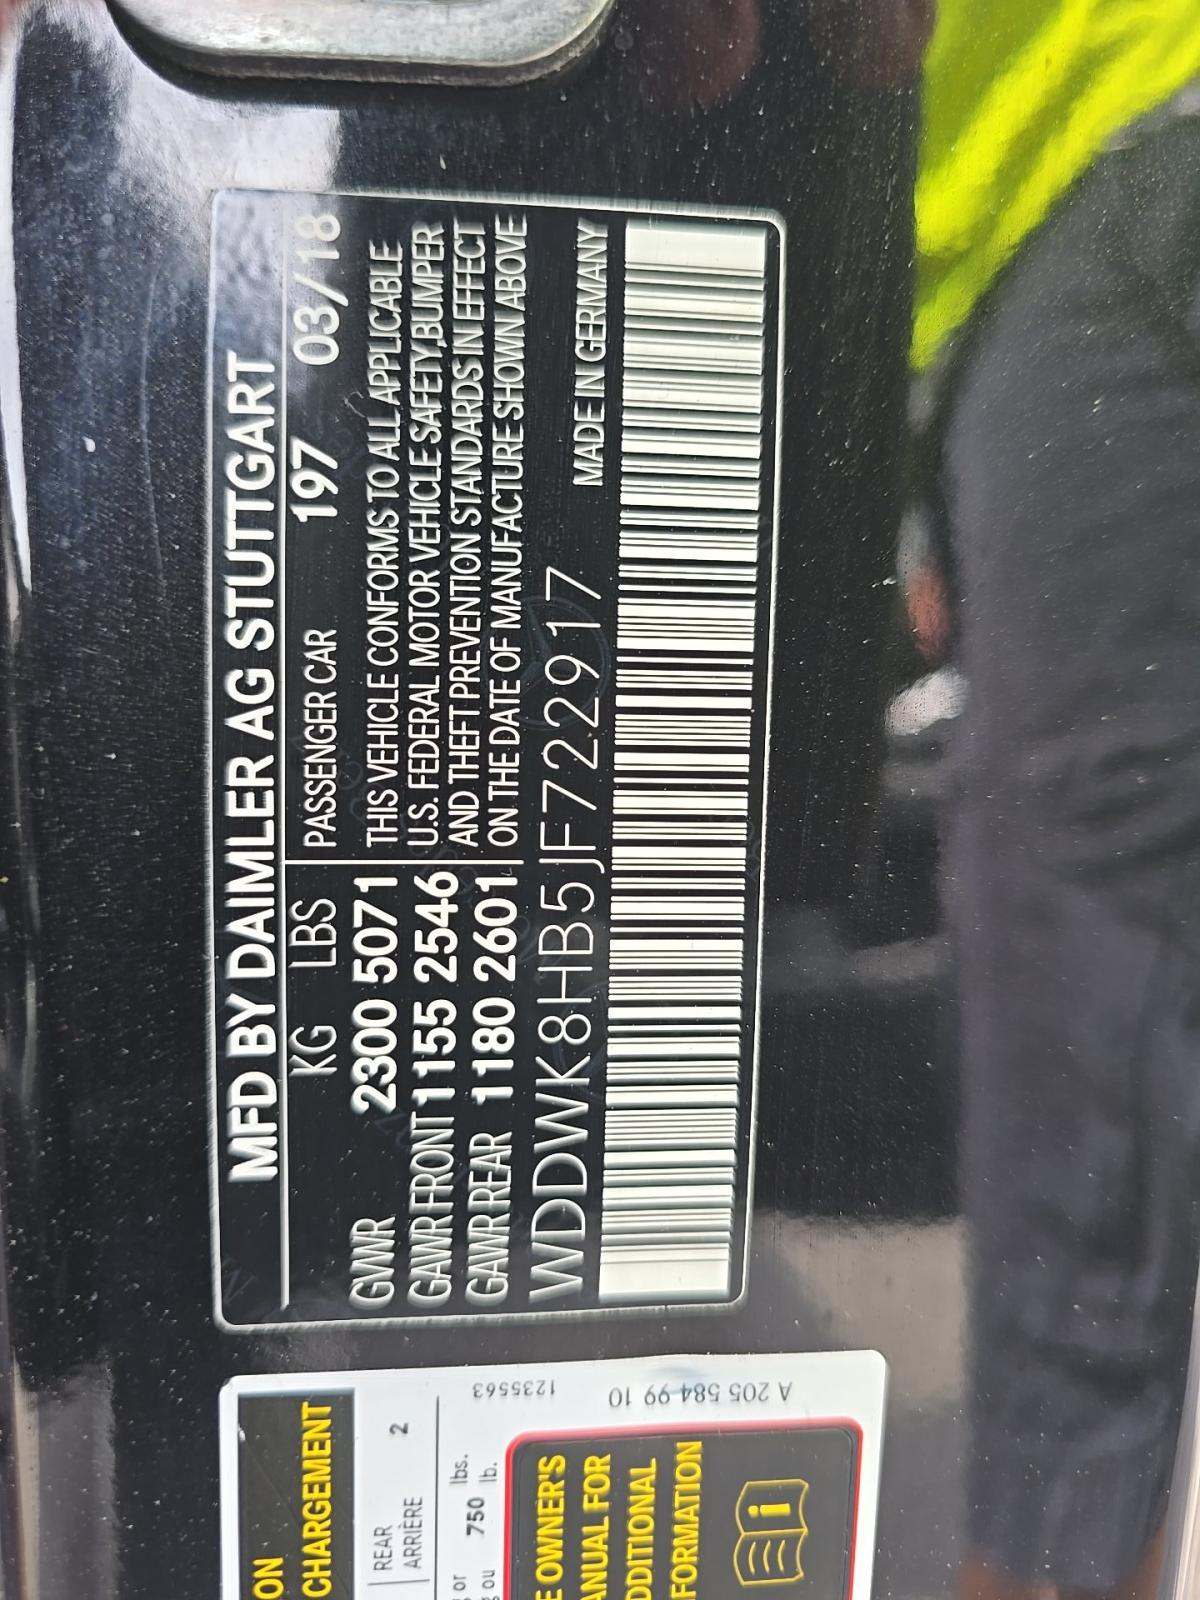 MFD BY DAIMLER AG STUTTGART
KG LBS PASSENGER CAR 197 03/18
GVWR 2300 5071
GAWR FRONT 1155 2546
GAWR REAR 1180 2601
THIS VEHICLE CONFORMS TO ALL APPLICABLE
U.S. FEDERAL MOTOR VEHICLE SAFETY,BUMPER
AND THEFT PREVENTION STANDARDS IN EFFECT
ON THE DATE OF MANUFACTURE SHOWN ABOVE
WDDWK8HB5JF722917
MADE IN GERMANY
CHARGEMENT
REAR
ARRIÈRE 2
or 750 lbs.
ou lb.
OWNER'S
FOR
1235563
A 205 584 99 10